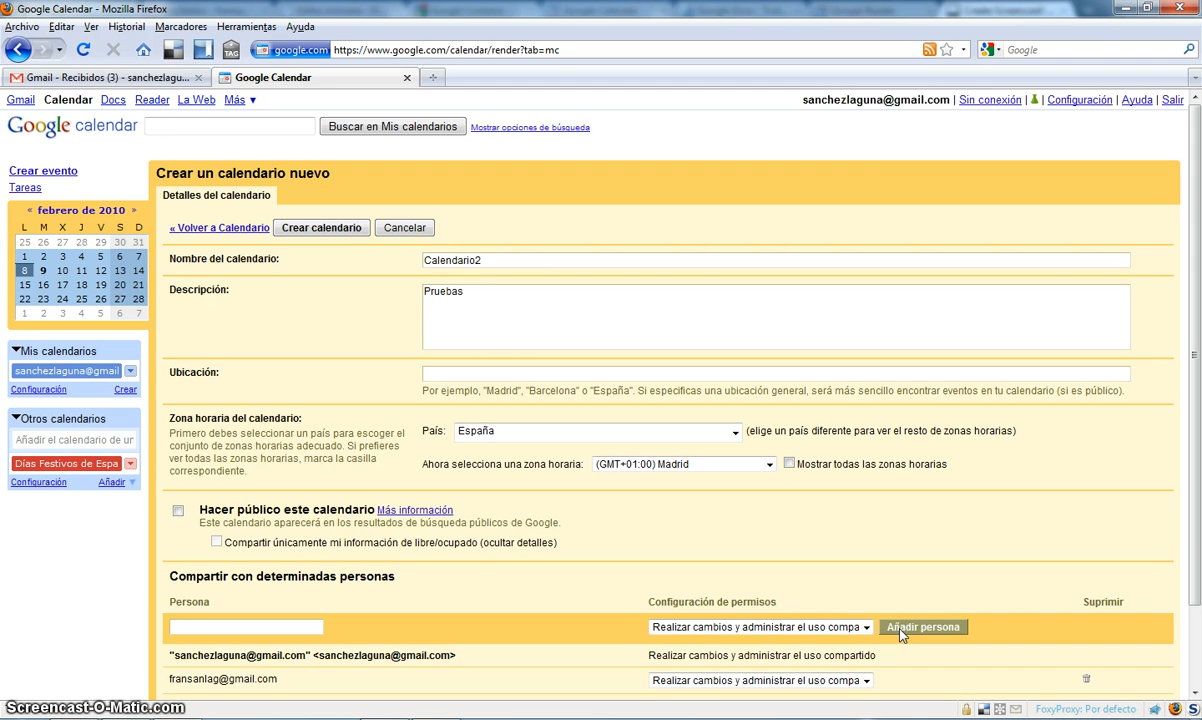 Google Calendar - Mozilla Firefox
Archivo Editar Ver Historial Marcadores Herramientas Ayuda
TAG google.com https://www.google.com/calendar/render?tab=mc Google
Gmail - Recibidos (3) - sanchezlagu... Google Calendar
Gmail Calendar Docs Reader La Web Más ▼ sanchezlaguna@gmail.com | Sin conexión | Configuración | Ayuda | Salir
Google calendar Buscar en Mis calendarios Mostrar opciones de búsqueda
Crear evento
Tareas
« febrero de 2010 »
L M X J V S D
25 26 27 28 29 30 31
1 2 3 4 5 6 7
8 9 10 11 12 13 14
15 16 17 18 19 20 21
22 23 24 25 26 27 28
1 2 3 4 5 6 7
Mis calendarios
sanchezlaguna@gmail
Configuración Crear
Otros calendarios
Añadir el calendario de un
Días Festivos de Espa
Configuración Añadir ▼
Crear un calendario nuevo
Detalles del calendario
« Volver a Calendario Crear calendario Cancelar
Nombre del calendario: Calendario2
Descripción: Pruebas
Ubicación:
Por ejemplo, "Madrid", "Barcelona" o "España". Si especificas una ubicación general, será más sencillo encontrar eventos en tu calendario (si es público).
Zona horaria del calendario:
Primero debes seleccionar un país para escoger el
conjunto de zonas horarias adecuado. Si prefieres
ver todas las zonas horarias, marca la casilla
correspondiente.
País: España (elige un país diferente para ver el resto de zonas horarias)
Ahora selecciona una zona horaria: (GMT+01:00) Madrid Mostrar todas las zonas horarias
Hacer público este calendario Más información
Este calendario aparecerá en los resultados de búsqueda públicos de Google.
Compartir únicamente mi información de libre/ocupado (ocultar detalles)
Compartir con determinadas personas
Persona Configuración de permisos Suprimir
Realizar cambios y administrar el uso compa Añadir persona
"sanchezlaguna@gmail.com" <sanchezlaguna@gmail.com> Realizar cambios y administrar el uso compartido
fransanlag@gmail.com Realizar cambios y administrar el uso compa
Screencast-O-Matic.com FoxyProxy: Por defecto